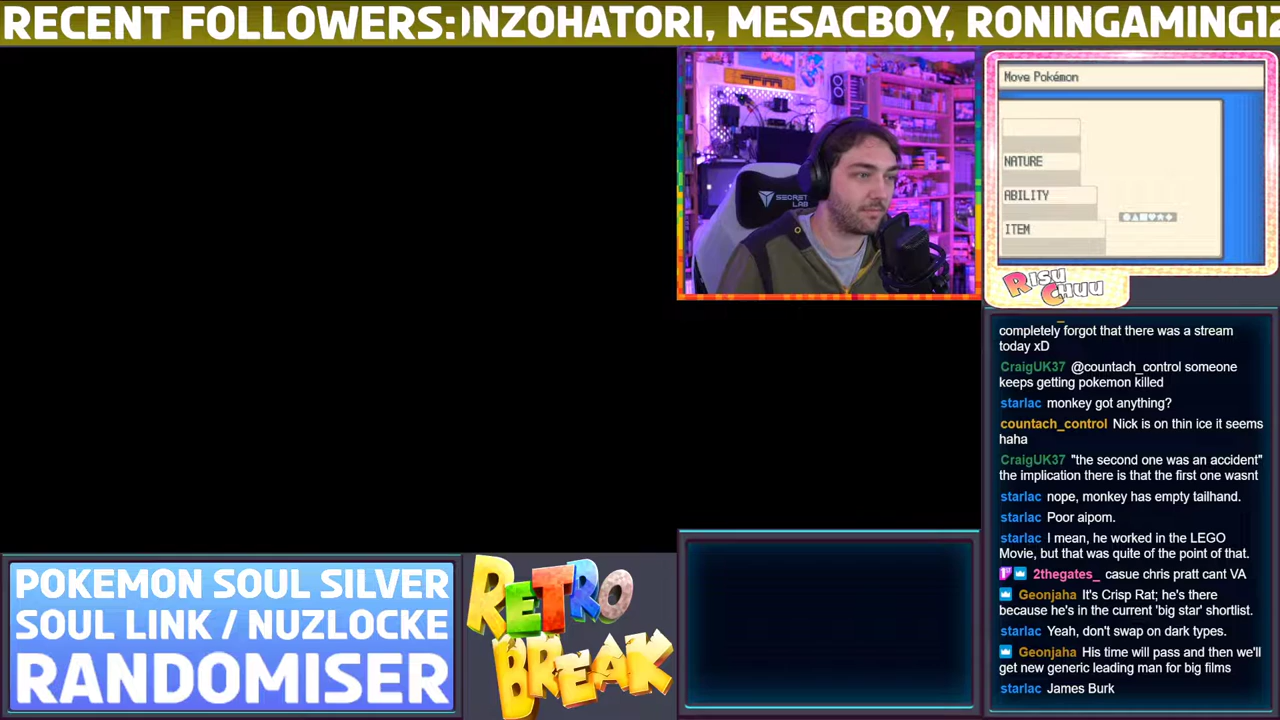 RECENT FOLLOWERS: ONZOHATORI, MESACBOY, RONINGAMING12
Move Pokémon
NATURE
ABILITY
ITEM
SECRET
LAB
RISU
CHUU
completely forgot that there was a stream
today xD
CraigUK37 @countach_control someone
keeps getting pokemon killed
starlac monkey got anything?
countach_control Nick is on thin ice it seems
haha
CraigUK37 "the second one was an accident"
the implication there is that the first one wasnt
starlac nope, monkey has empty tailhand.
starlac Poor aipom.
starlac I mean, he worked in the LEGO
Movie, but that was quite of the point of that.
2thegates_ casue chris pratt cant VA
Geonjaha It's Crisp Rat; he's there
because he's in the current 'big star' shortlist.
starlac Yeah, don't swap on dark types.
Geonjaha His time will pass and then we'll
get new generic leading man for big films
starlac James Burk
POKEMON SOUL SILVER
SOUL LINK / NUZLOCKE
RANDOMISER
RETRO
BREAK